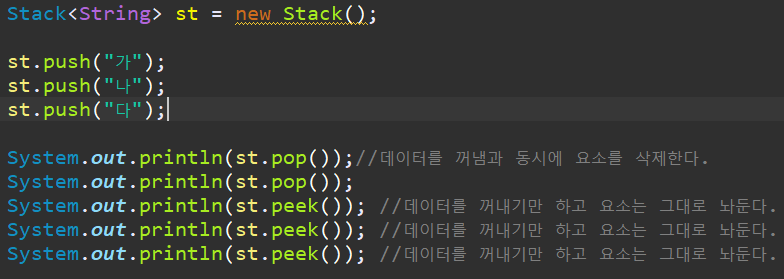 Stack<String> st = new Stack();
st.push("가");
st.push("나");
st.push("다");
System.out.println(st.pop());//데이터를 꺼냄과 동시에 요소를 삭제한다.
System.out.println(st.pop());
System.out.println(st.peek()); //데이터를 꺼내기만 하고 요소는 그대로 놔둔다.
System.out.println(st.peek()); //데이터를 꺼내기만 하고 요소는 그대로 놔둔다.
System.out.println(st.peek()); //데이터를 꺼내기만 하고 요소는 그대로 놔둔다.